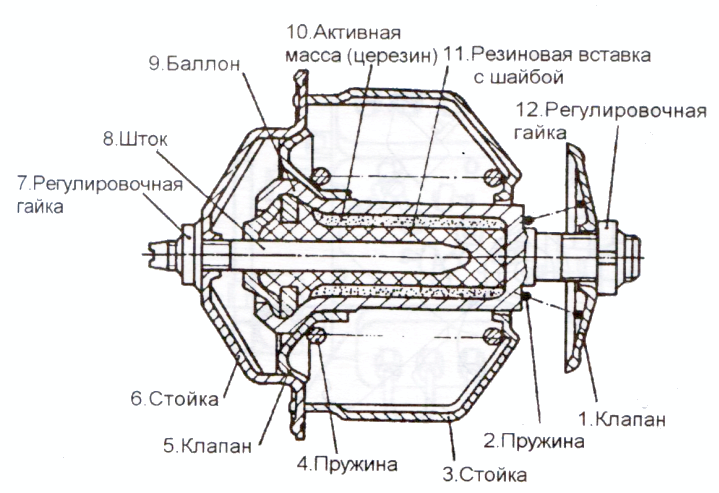 10.Активная
масса (церезин)
11.Резиновая вставка
с шайбой
9.Баллон
12.Регулировочная
гайка
8.Шток
7.Регулировочная
гайка
6.Стойка
5.Клапан
4.Пружина
3.Стойка
2.Пружина
1.Клапан